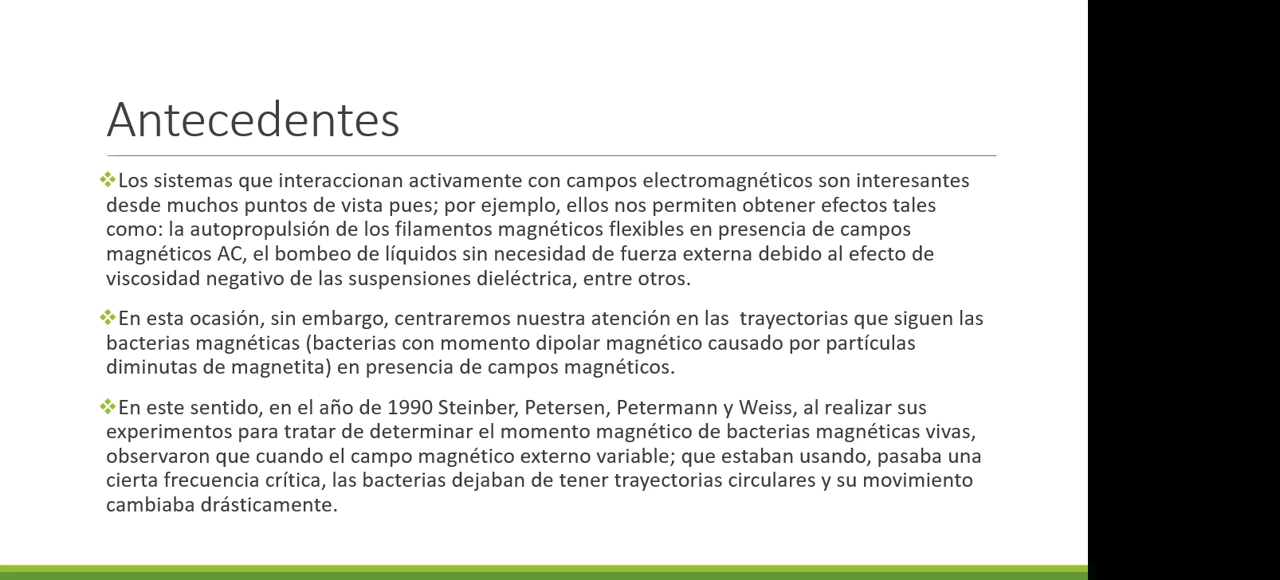 Antecedentes
Los sistemas que interaccionan activamente con campos electromagnéticos son interesantes
desde muchos puntos de vista pues; por ejemplo, ellos nos permiten obtener efectos tales
como: la autopropulsión de los filamentos magnéticos flexibles en presencia de campos
magnéticos AC, el bombeo de líquidos sin necesidad de fuerza externa debido al efecto de
viscosidad negativo de las suspensiones dieléctrica, entre otros.
En esta ocasión, sin embargo, centraremos nuestra atención en las  trayectorias que siguen las
bacterias magnéticas (bacterias con momento dipolar magnético causado por partículas
diminutas de magnetita) en presencia de campos magnéticos.
En este sentido, en el año de 1990 Steinber, Petersen, Petermann y Weiss, al realizar sus
experimentos para tratar de determinar el momento magnético de bacterias magnéticas vivas,
observaron que cuando el campo magnético externo variable; que estaban usando, pasaba una
cierta frecuencia crítica, las bacterias dejaban de tener trayectorias circulares y su movimiento
cambiaba drásticamente.